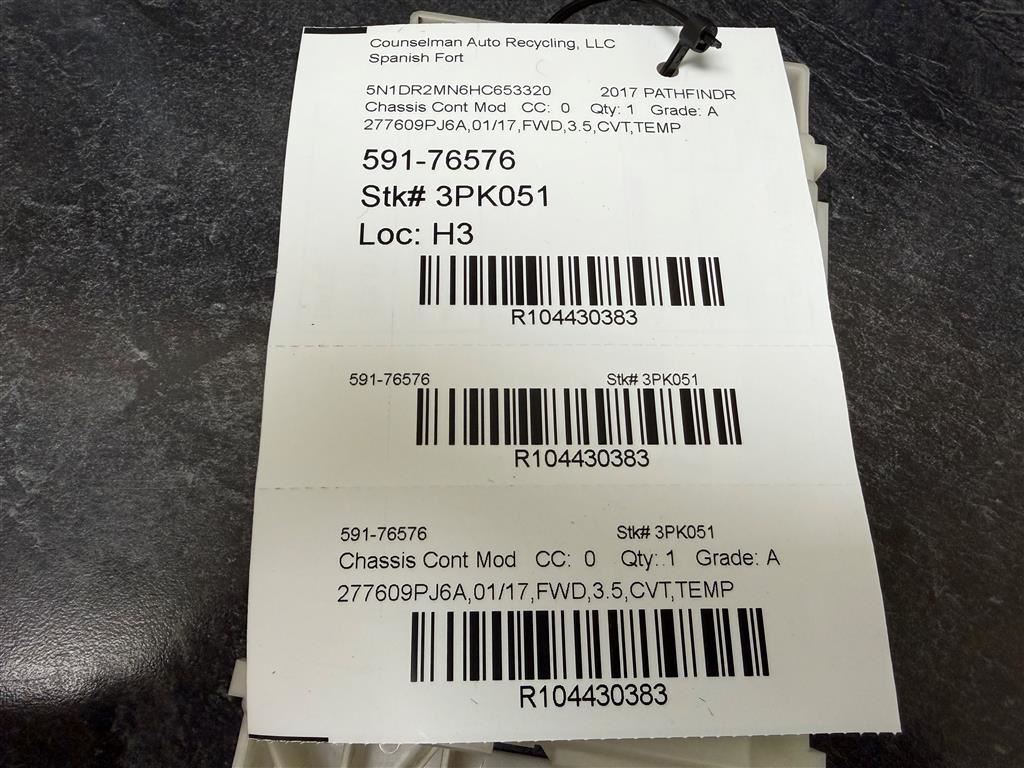 Counselman Auto Recycling, LLC
Spanish Fort
5N1DR2MN6HC653320 2017 PATHFINDR
Chassis Cont Mod CC: 0 Qty: 1 Grade: A
277609PJ6A,01/17,FWD,3.5,CVT,TEMP
591-76576
Stk# 3PK051
Loc: H3
R104430383
591-76576 Stk# 3PK051
R104430383
591-76576 Stk# 3PK051
Chassis Cont Mod CC: 0 Qty: 1 Grade: A
277609PJ6A,01/17,FWD,3.5,CVT,TEMP
R104430383